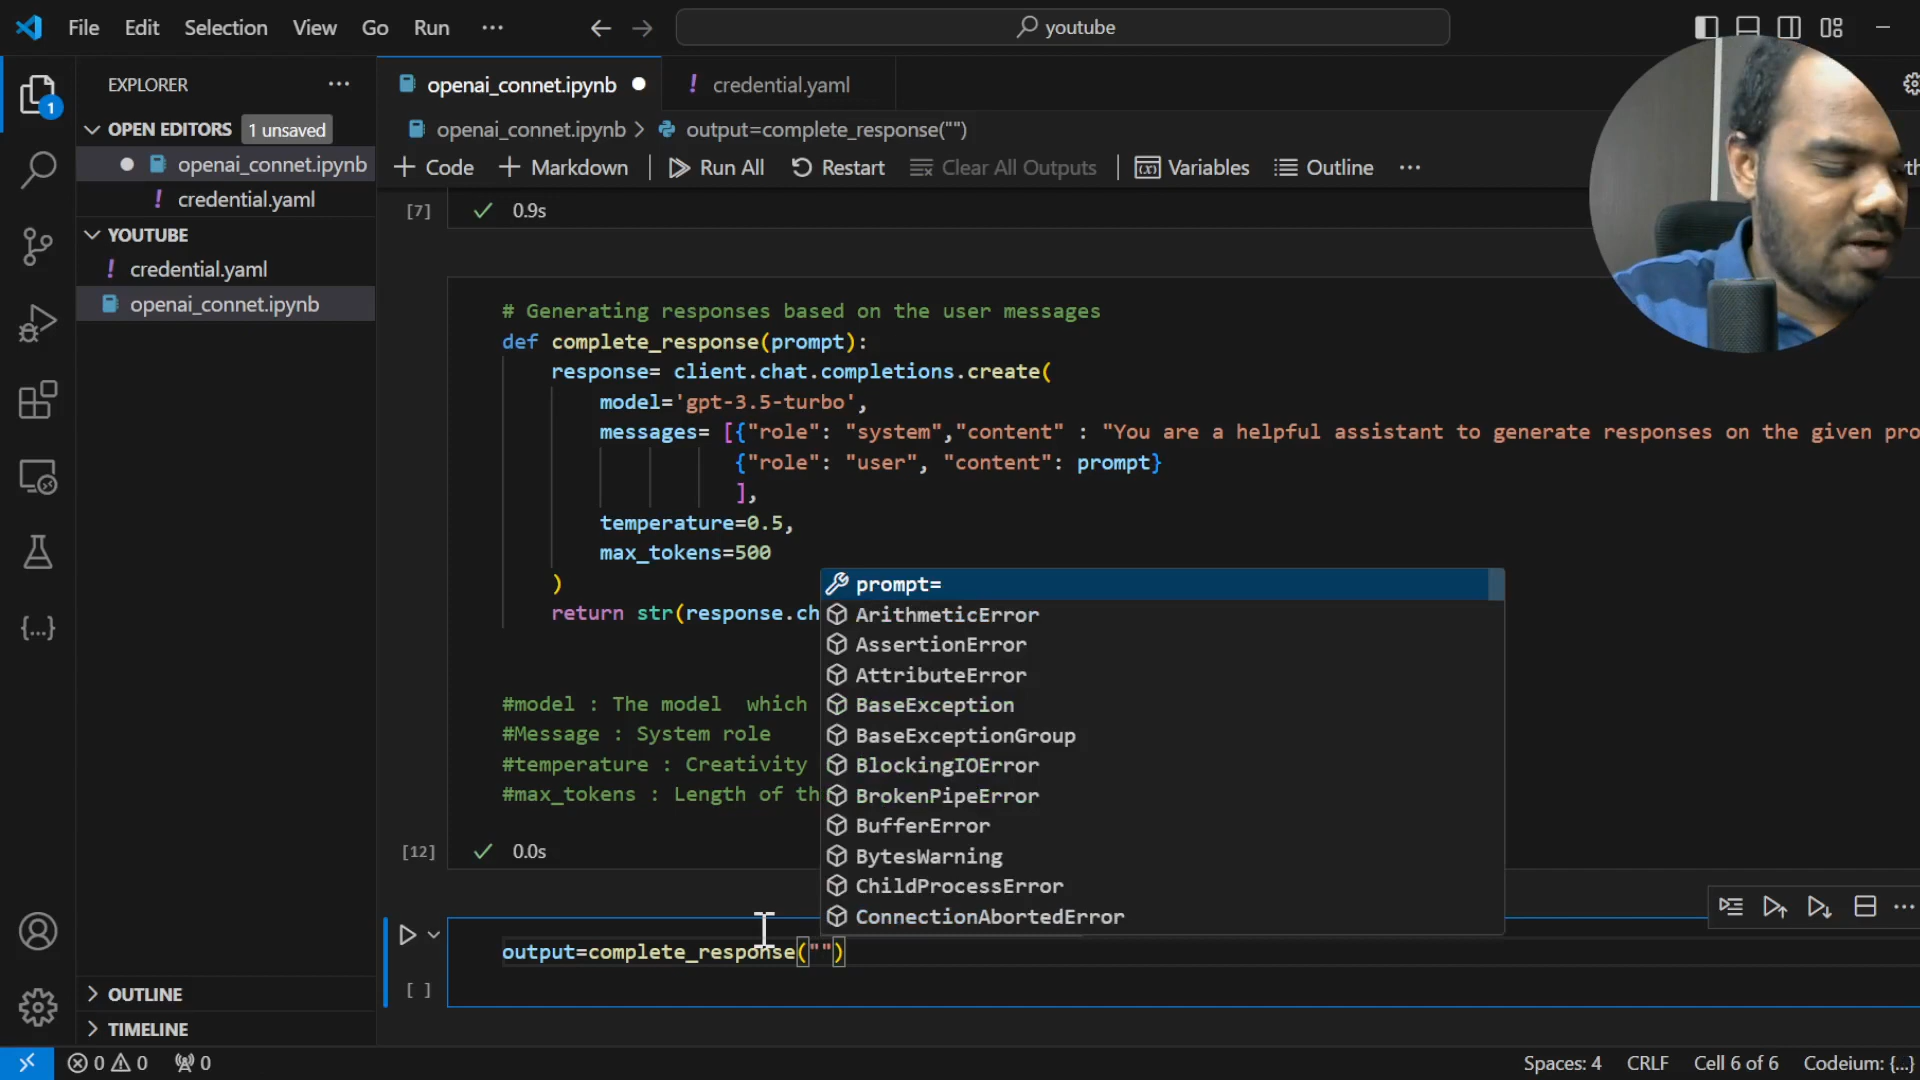 File Edit Selection View Go Run ··· youtube
EXPLORER ···
OPEN EDITORS 1 unsaved
openai_connet.ipynb
! credential.yaml
YOUTUBE
! credential.yaml
openai_connet.ipynb
OUTLINE
TIMELINE
1
openai_connet.ipynb ! credential.yaml
openai_connet.ipynb > output=complete_response("")
+ Code + Markdown Run All Restart Clear All Outputs (x) Variables Outline ···
[7] 0.9s
# Generating responses based on the user messages
def complete_response(prompt):
response= client.chat.completions.create(
model='gpt-3.5-turbo',
messages= [{"role": "system","content" : "You are a helpful assistant to generate responses on the given pro
{"role": "user", "content": prompt}
],
temperature=0.5,
max_tokens=500
)
return str(response.ch
#model : The model which
#Message : System role
#temperature : Creativity
#max_tokens : Length of th
prompt=
ArithmeticError
AssertionError
AttributeError
BaseException
BaseExceptionGroup
BlockingIOError
BrokenPipeError
BufferError
BytesWarning
ChildProcessError
ConnectionAbortedError
[12] 0.0s
output=complete_response("")
[ ]
0 0 0 Spaces: 4 CRLF Cell 6 of 6 Codeium: {...}